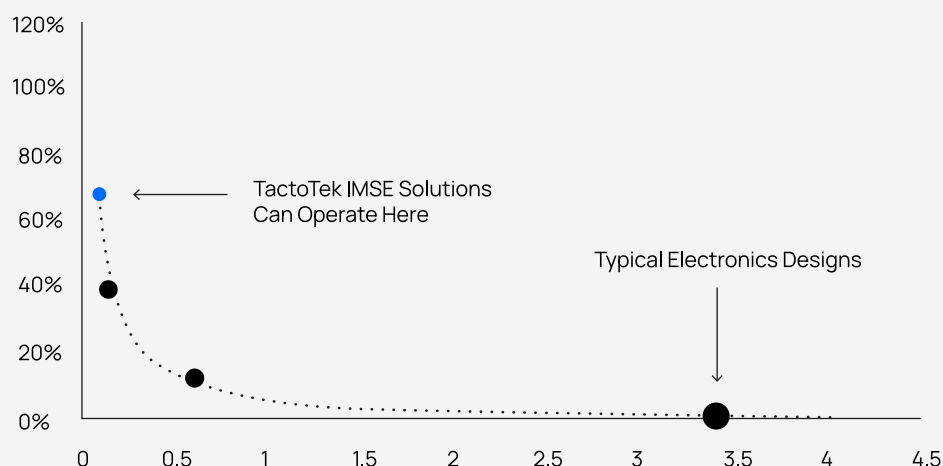 120%
100%
80%
60%
40%
20%
0%
TactoTek IMSE Solutions
Can Operate Here
Typical Electronics Designs
0 0.5 1 1.5 2 2.5 3 3.5 4 4.5